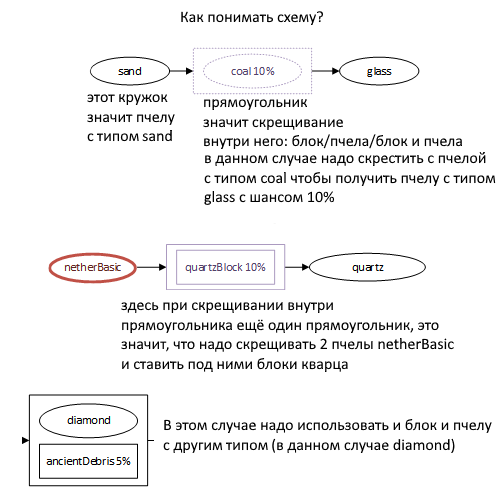 Как понимать схему?
sand
coal 10%
glass
этот кружок
значит пчелу
с типом sand
прямоугольник
значит скрещивание
внутри него: блок/пчела/блок и пчела
в данном случае надо скрестить с пчелой
с типом coal чтобы получить пчелу с типом
glass с шансом 10%
netherBasic
quartzBlock 10%
quartz
здесь при скрещивании внутри
прямоугольника ещё один прямоугольник, это
значит, что надо скрещивать 2 пчелы netherBasic
и ставить под ними блоки кварца
diamond
ancientDebris 5%
В этом случае надо использовать и блок и пчелу
с другим типом (в данном случае diamond)